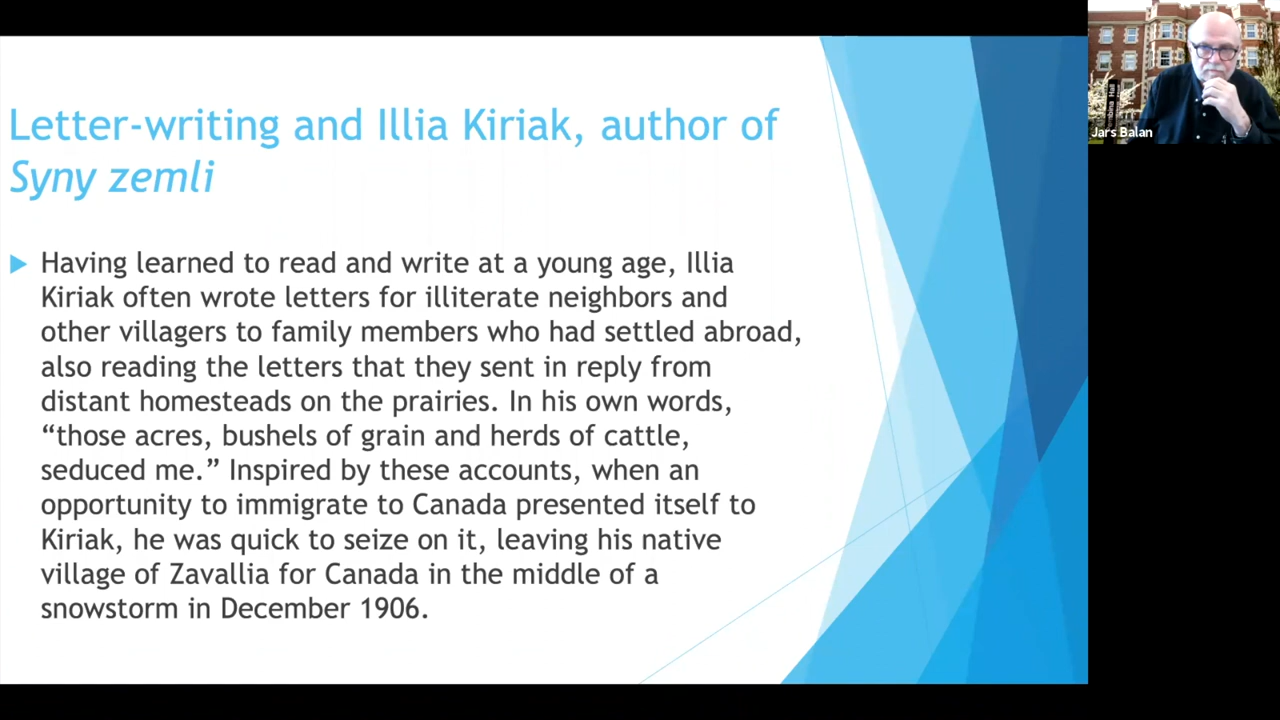 Letter-writing and Illia Kiriak, author of
Syny zemli
Having learned to read and write at a young age, Illia
Kiriak often wrote letters for illiterate neighbors and
other villagers to family members who had settled abroad,
also reading the letters that they sent in reply from
distant homesteads on the prairies. In his own words,
“those acres, bushels of grain and herds of cattle,
seduced me.” Inspired by these accounts, when an
opportunity to immigrate to Canada presented itself to
Kiriak, he was quick to seize on it, leaving his native
village of Zavallia for Canada in the middle of a
snowstorm in December 1906.
Jars Balan
Hall